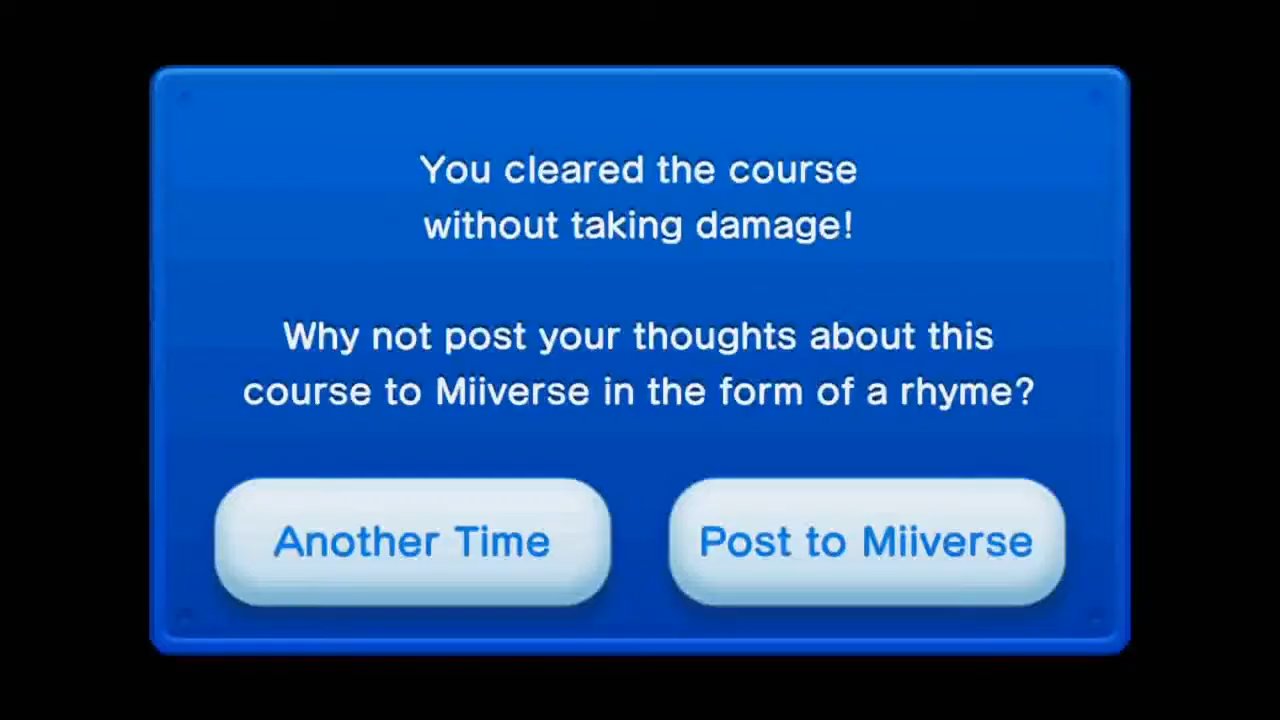 You cleared the course
without taking damage!
Why not post your thoughts about this
course to Miiverse in the form of a rhyme?
Another Time
Post to Miiverse